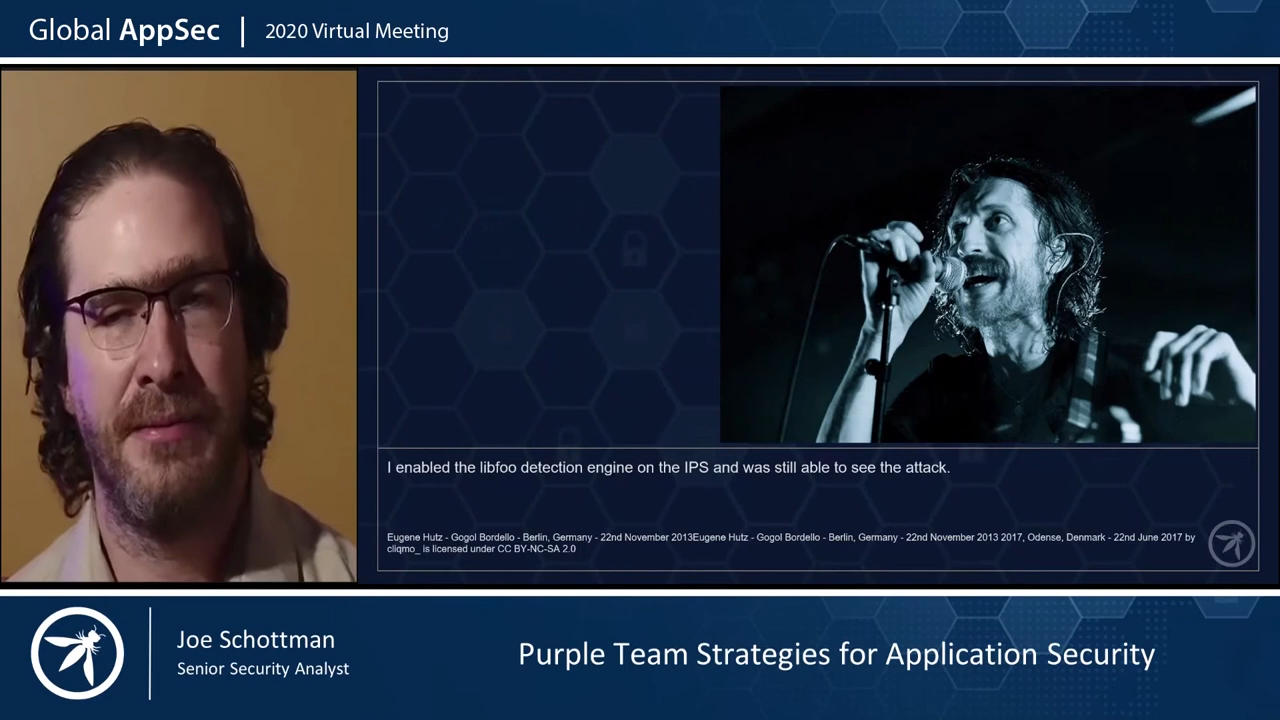 Global AppSec | 2020 Virtual Meeting
I enabled the libfoo detection engine on the IPS and was still able to see the attack.
Eugene Hutz - Gogol Bordello - Berlin, Germany - 22nd November 2013Eugene Hutz - Gogol Bordello - Berlin, Germany - 22nd November 2013 2017, Odense, Denmark - 22nd June 2017 by
cliqmo_ is licensed under CC BY-NC-SA 2.0
Joe Schottman
Senior Security Analyst
Purple Team Strategies for Application Security